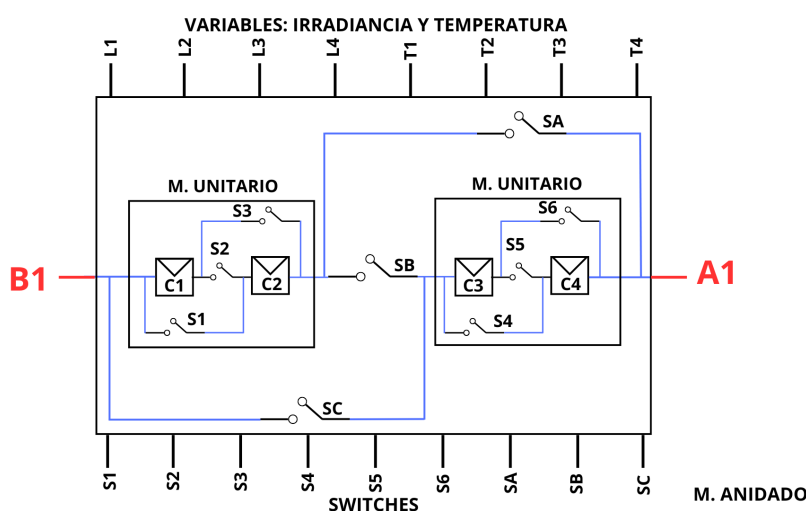 VARIABLES: IRRADIANCIA Y TEMPERATURA
L1
L2
L3
L4
T1
T2
T3
T4
SA
M. UNITARIO
M. UNITARIO
S3
S6
S2
SB
S5
B1
C1
C2
C3
C4
A1
S1
S4
SC
S1
S2
S3
S4
S5
S6
SA
SB
SC
SWITCHES
M. ANIDADO